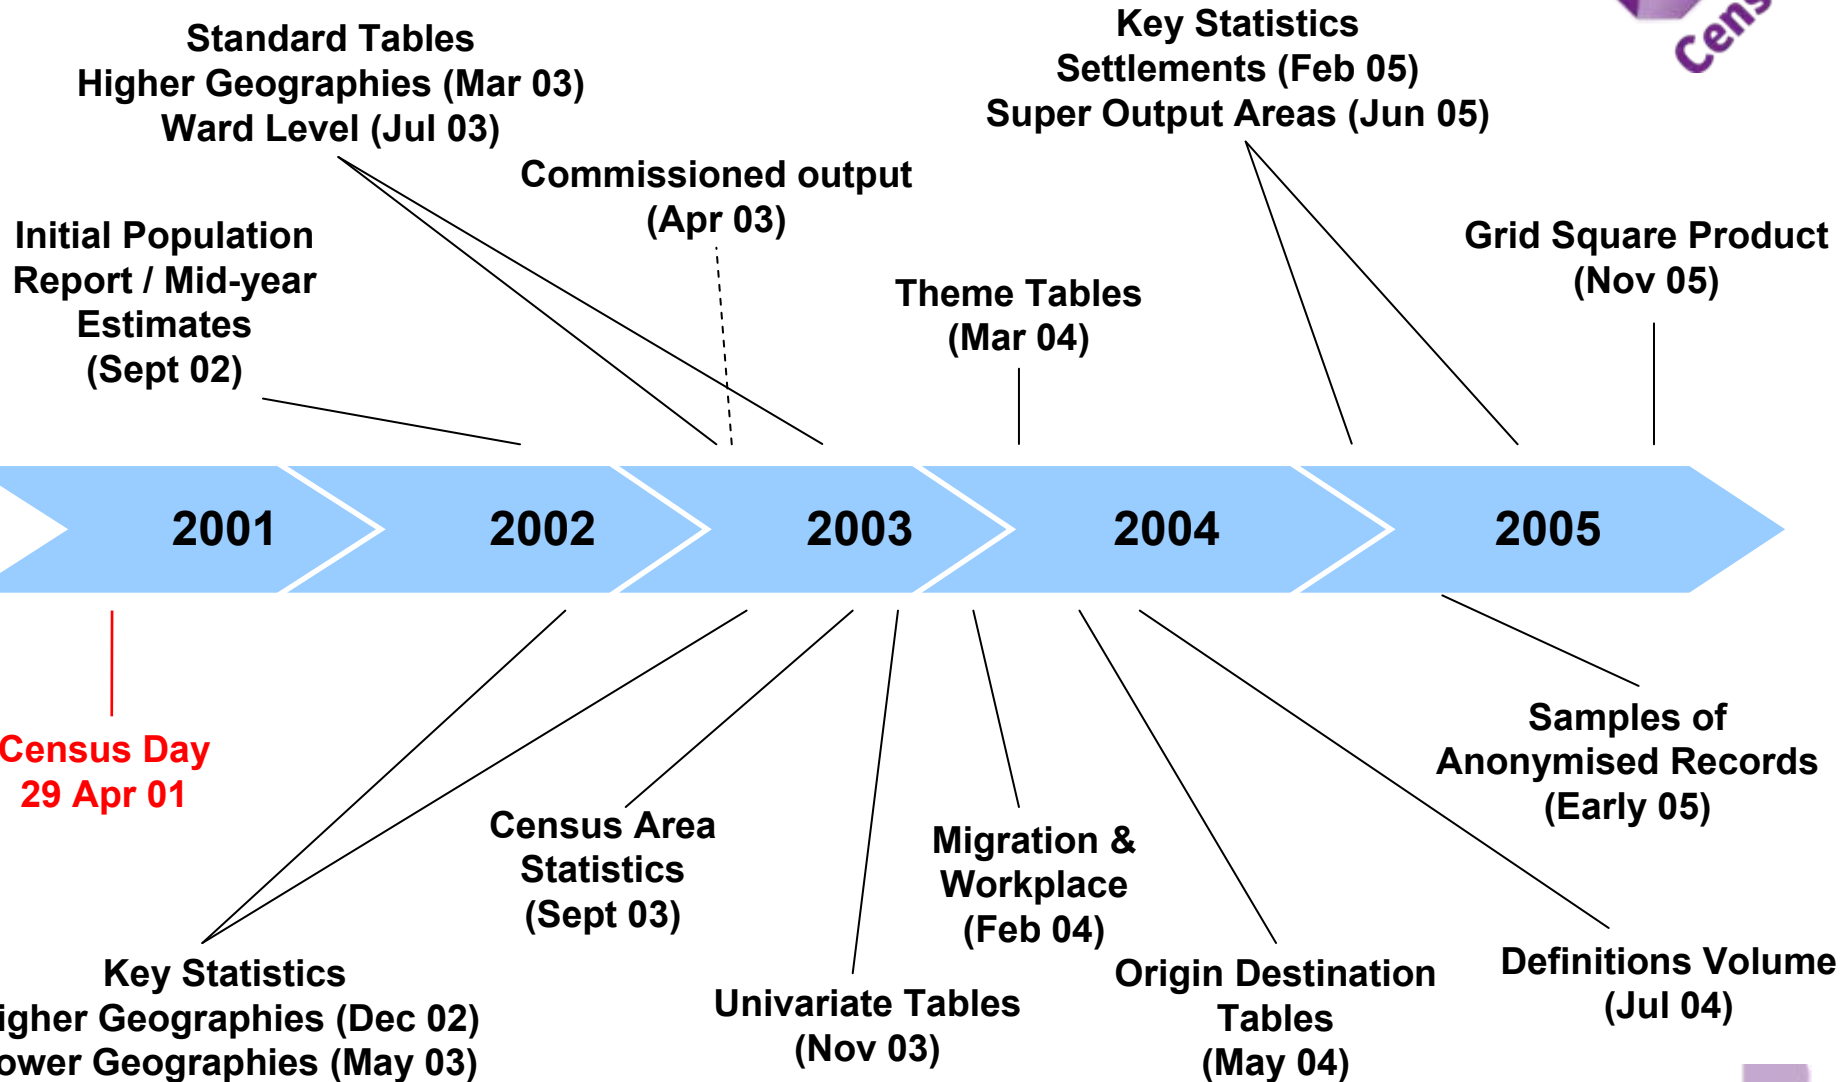 Standard Tables
Higher Geographies (Mar 03)
Ward Level (Jul 03)
Key Statistics
Settlements (Feb 05)
Super Output Areas (Jun 05)
Commissioned output
(Apr 03)
Initial Population
Report / Mid-year
Estimates
(Sept 02)
Theme Tables
(Mar 04)
Grid Square Product
(Nov 05)
2001
2002
2003
2004
2005
Census Day
29 Apr 01
Census Area
Statistics
(Sept 03)
Migration &
Workplace
(Feb 04)
Samples of
Anonymised Records
(Early 05)
Key Statistics
igher Geographies (Dec 02)
ower Geographies (May 03)
Univariate Tables
(Nov 03)
Origin Destination
Tables
(May 04)
Definitions Volume
(Jul 04)
Cens